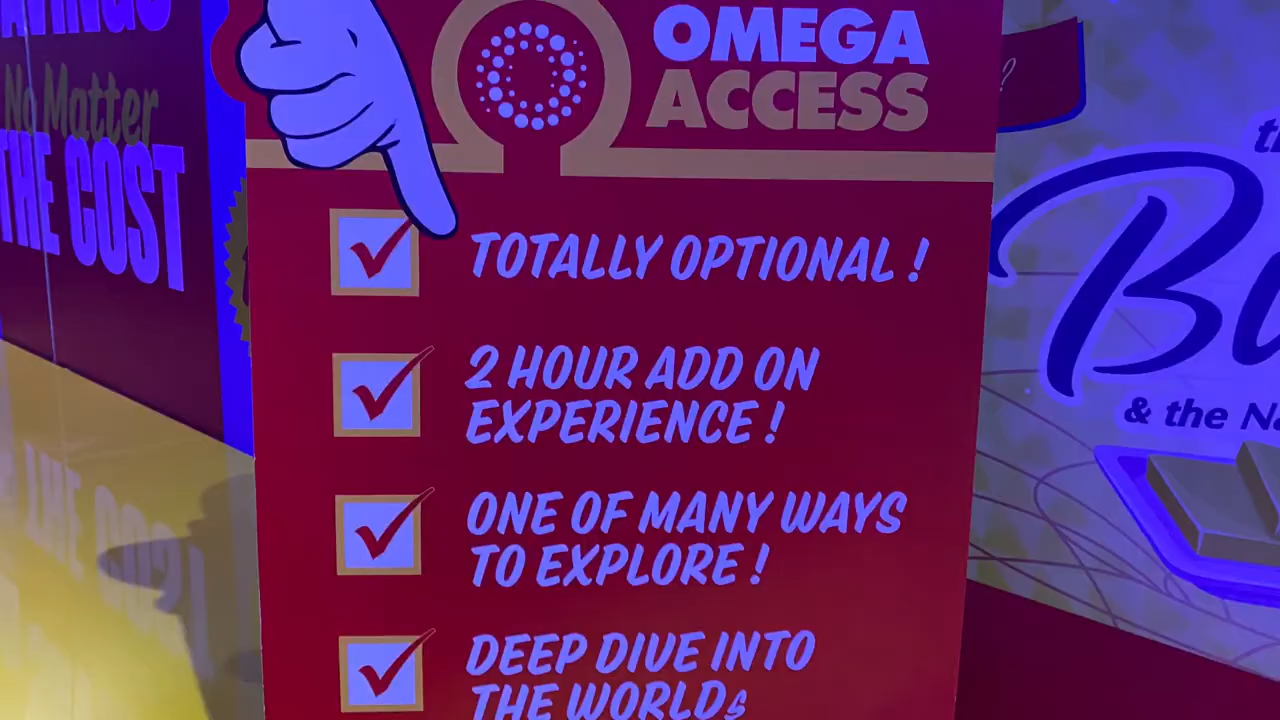 No Matter
THE COST
OMEGA
ACCESS
TOTALLY OPTIONAL !
2 HOUR ADD ON
EXPERIENCE !
ONE OF MANY WAYS
TO EXPLORE !
DEEP DIVE INTO
THE WORLDs
?
& the